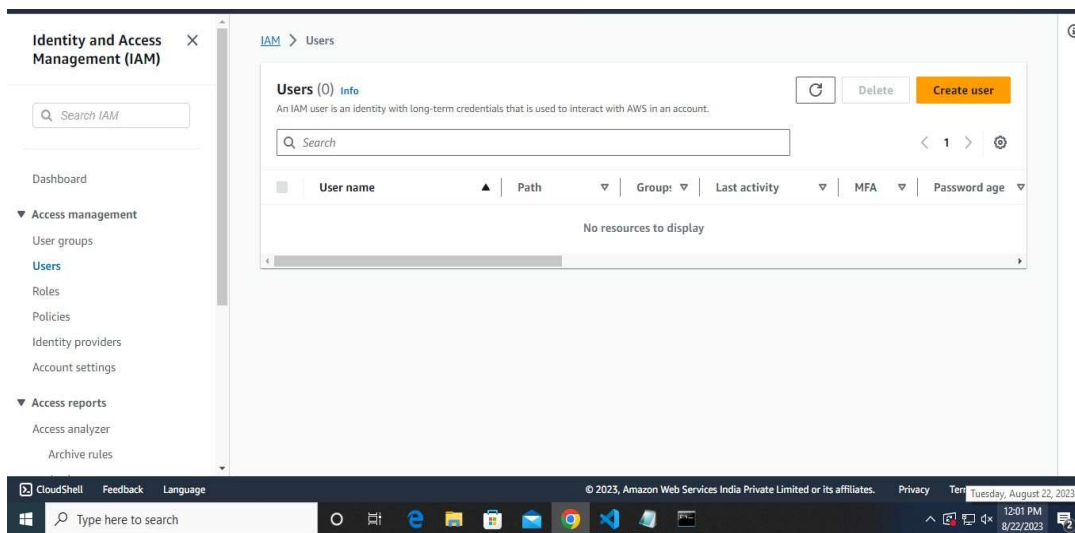 Identity and Access
Management (IAM)
Search IAM
Dashboard
Access management
User groups
Users
Roles
Policies
Identity providers
Account settings
Access reports
Access analyzer
Archive rules
IAM > Users
Users (0) Info
An IAM user is an identity with long-term credentials that is used to interact with AWS in an account.
Delete
Create user
Search
1
User name Path Groups Last activity MFA Password age
No resources to display
CloudShell Feedback Language
© 2023, Amazon Web Services India Private Limited or its affiliates. Privacy Ter
Tuesday, August 22, 2023
Type here to search
12:01 PM
8/22/2023
2